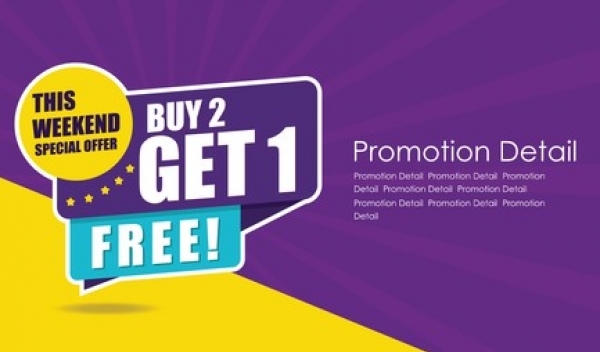 THIS
WEEKEND
SPECIAL OFFER
BUY 2
GET 1
FREE!
Promotion Detail
Promotion Detail Promotion Detail Promotion
Detail Promotion Detail Promotion Detail
Promotion Detail Promotion Detail Promotion
Detail